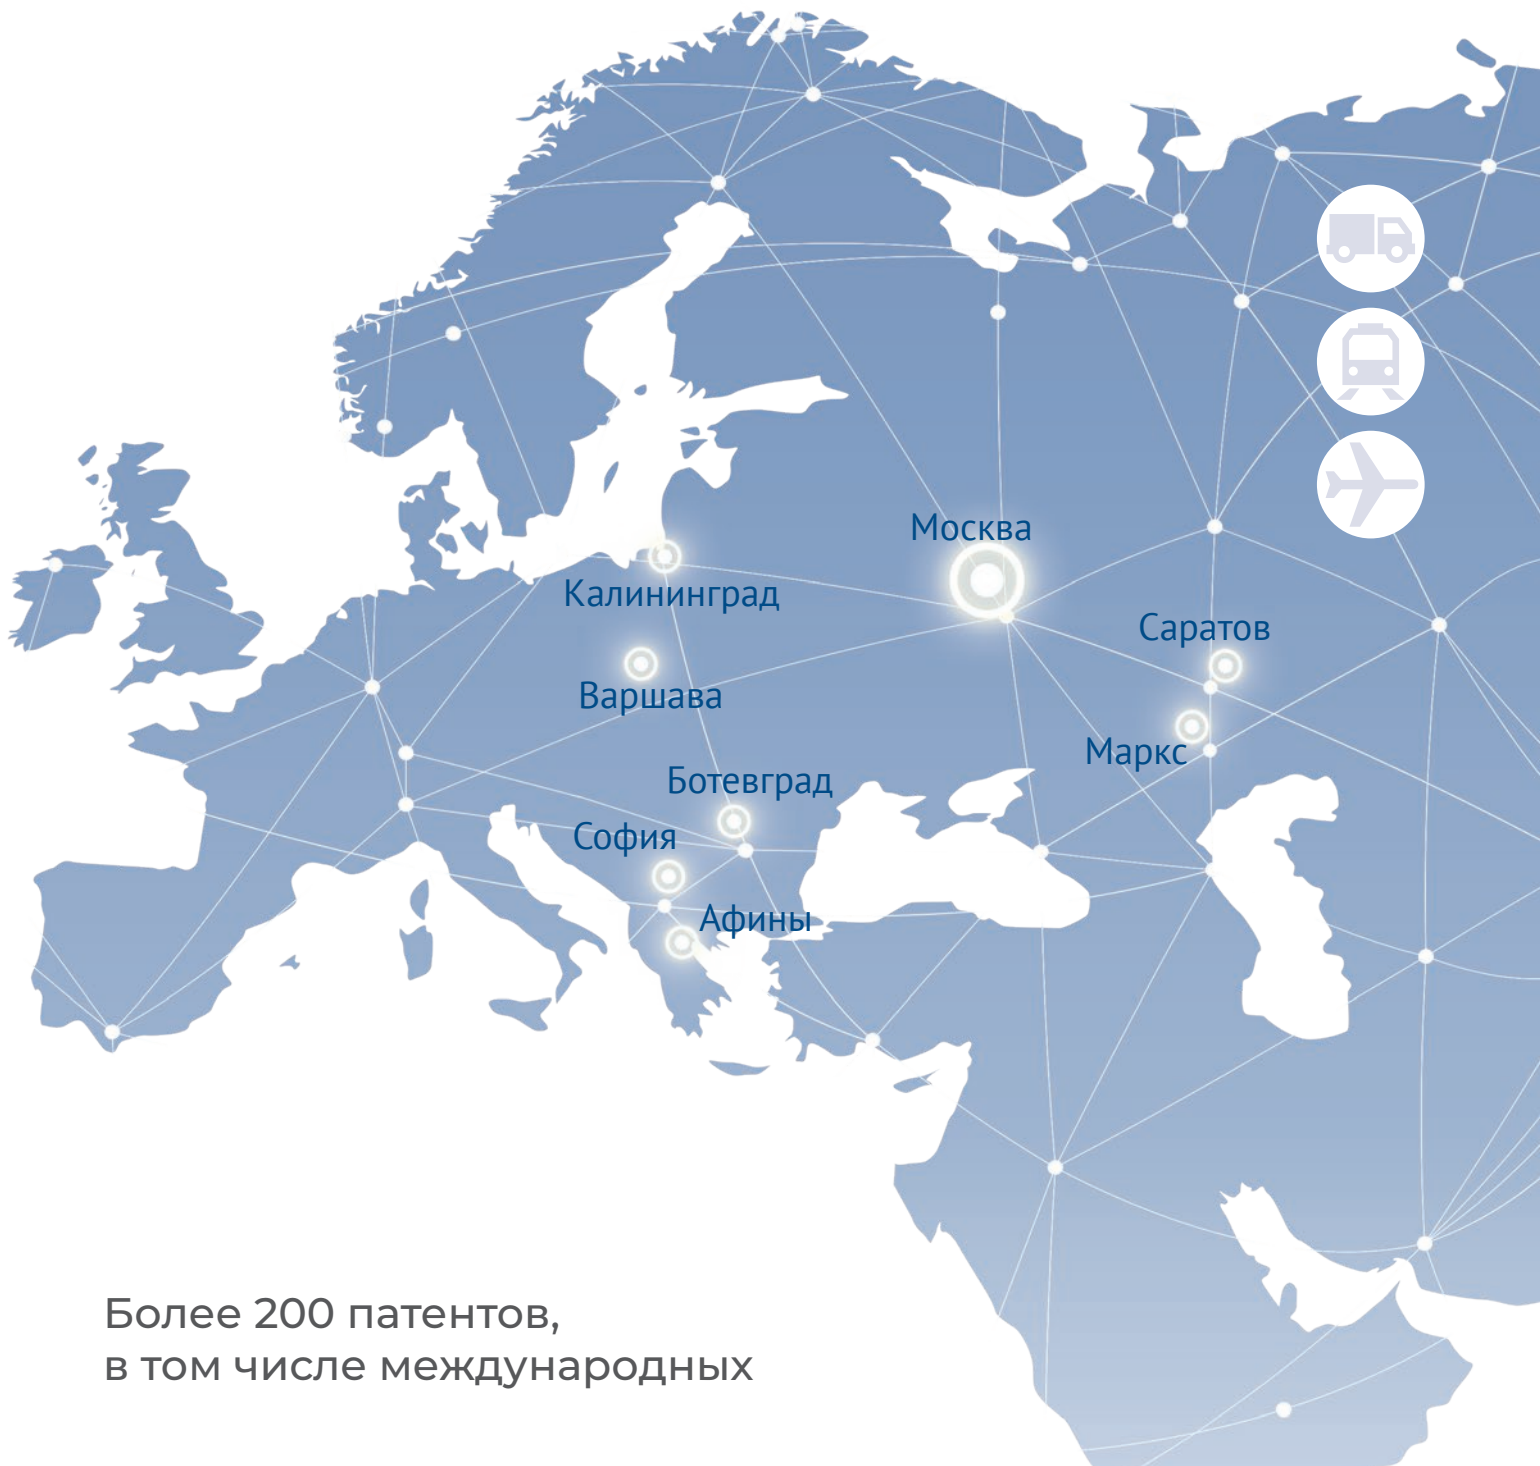 Москва
Калининград
Саратов
Варшава
Маркс
Ботевград
София
Афины
Более 200 патентов,
в том числе международных